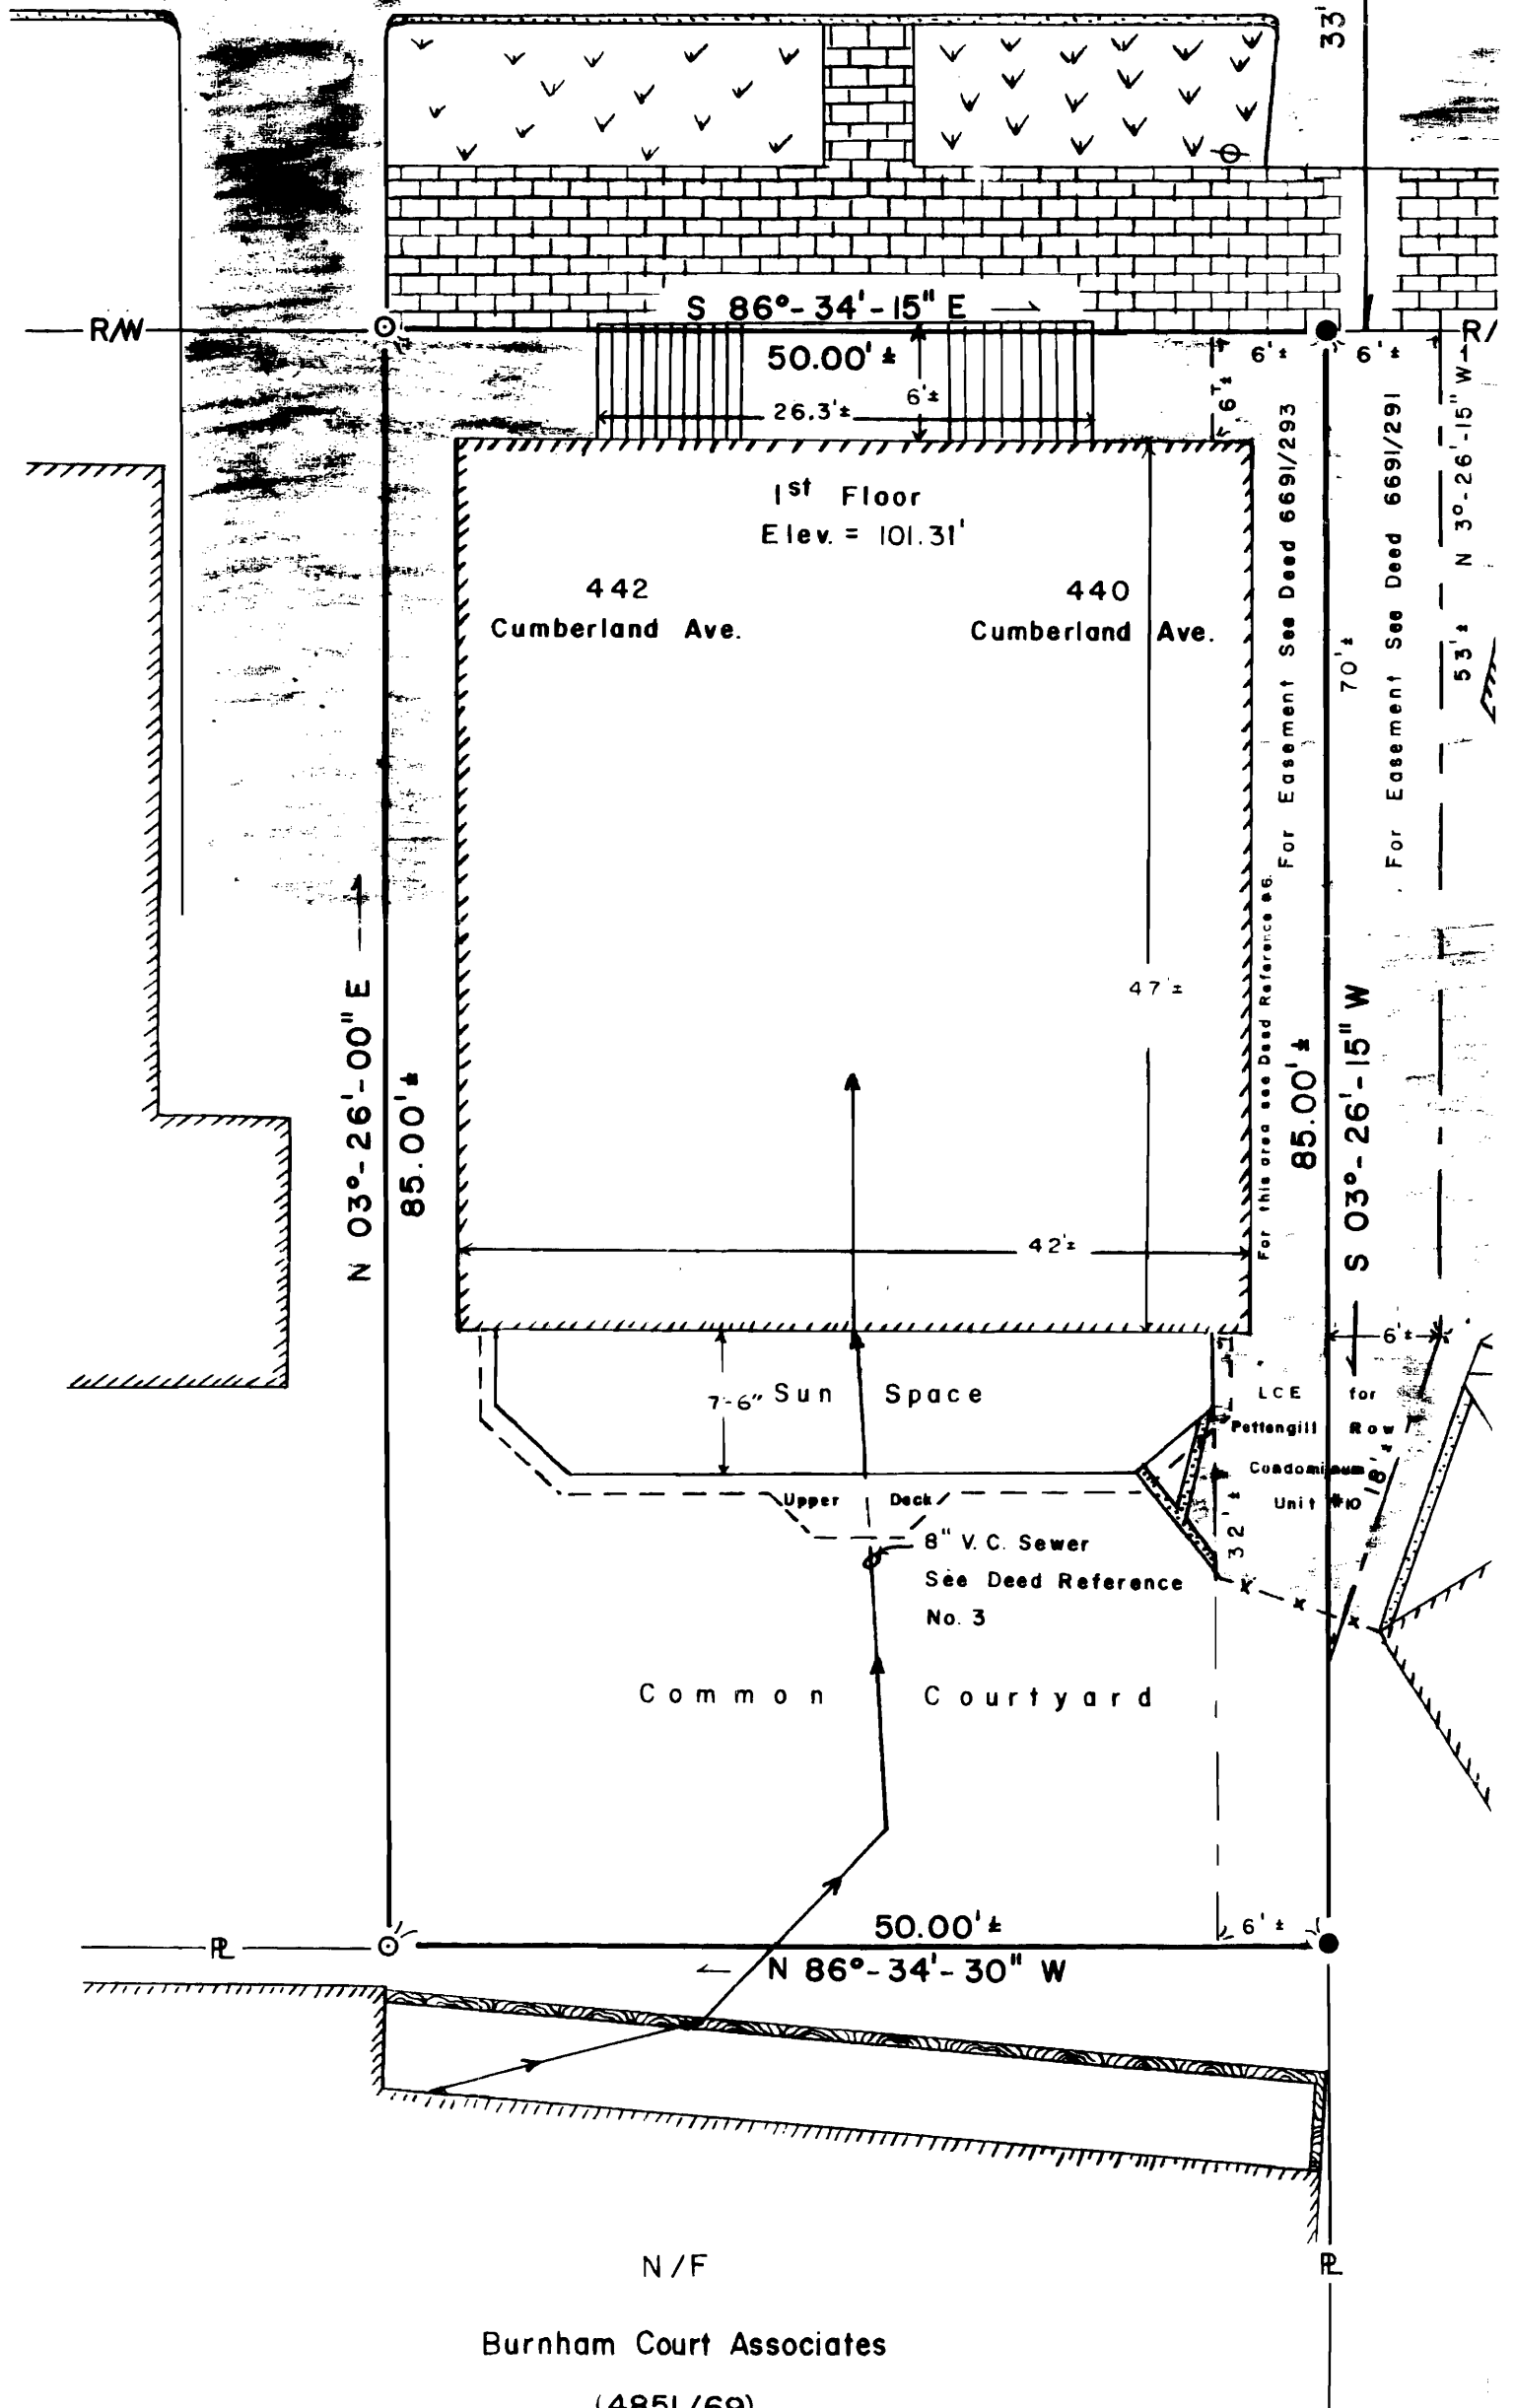 33'
R/W
S 86°-34'-15" E
R/
50.00'±
6'±
6'±
6'±
6'±
26.3'±
1st Floor
Elev. = 101.31'
442
Cumberland Ave.
440
Cumberland Ave.
For Easement See Deed 6691/293
For Easement See Deed 6691/291
N 3°-26'-15" W
53'±
70'±
For this area see Deed Reference #6.
N 03°-26'-00" E
85.00'±
47'±
85.00'±
S 03°-26'-15" W
42'±
6'±
7'-6" Sun Space
LCE for
Pettengill Row
Condominium
Unit #10
18'±
32'±
Upper Deck
8" V.C. Sewer
See Deed Reference
No. 3
Common Courtyard
50.00'±
6'±
PL
N 86°-34'-30" W
N/F
PL
Burnham Court Associates
(4851/69)